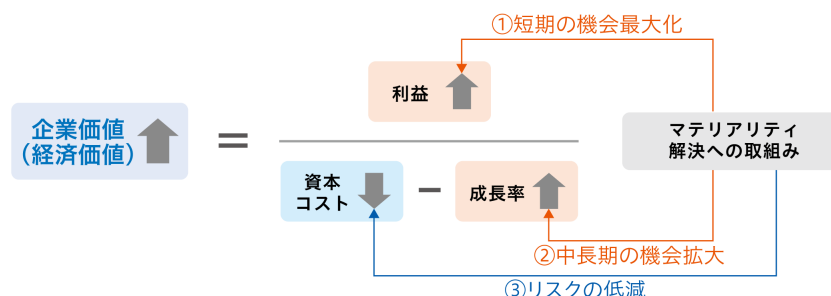 ①短期の機会最大化
利益
企業価値
(経済価値)
=
資本
コスト
−
成長率
マテリアリティ
解決への取組み
②中長期の機会拡大
③リスクの低減